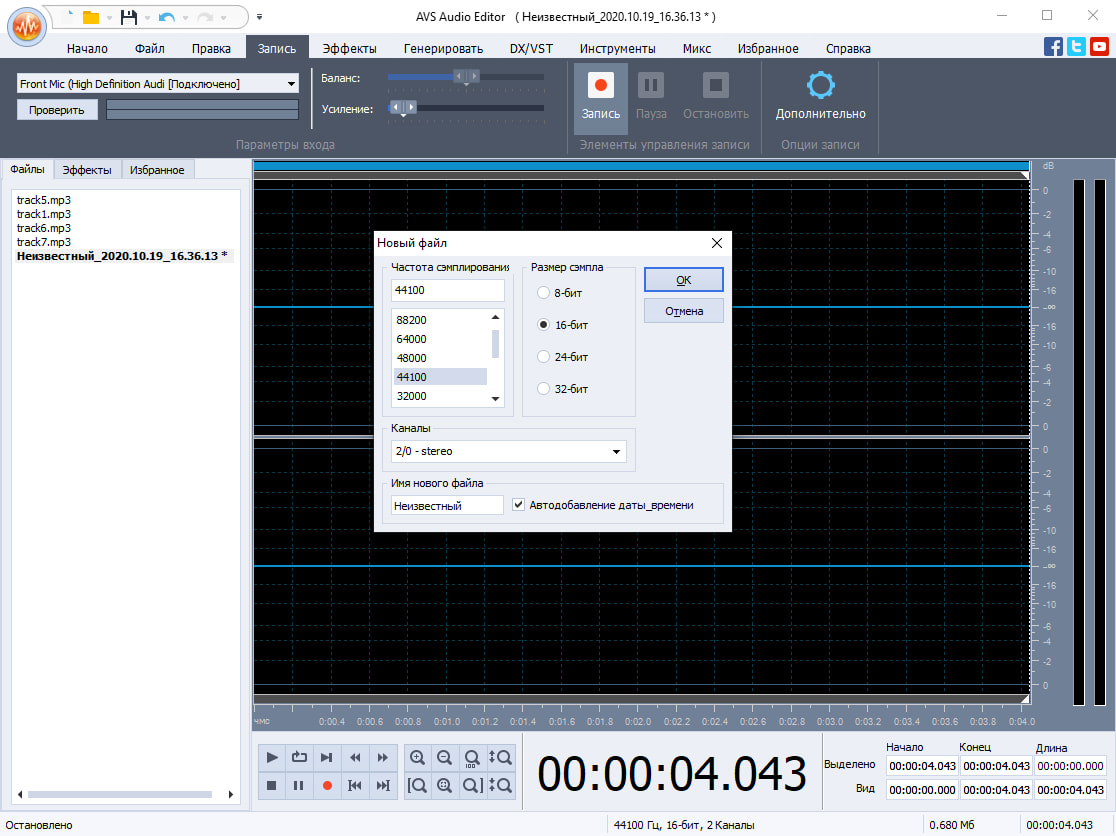 AVS Audio Editor ( Неизвестный_2020.10.19_16.36.13 * )
Начало Файл Правка Запись Эффекты Генерировать DX/VST Инструменты Микс Избранное Справка
Front Mic (High Definition Audi [Подключено]
Проверить
Баланс:
Усиление:
Параметры входа
Запись Пауза Остановить
Элементы управления записи
Дополнительно
Опции записи
Файлы Эффекты Избранное
track5.mp3
track1.mp3
track6.mp3
track7.mp3
Неизвестный_2020.10.19_16.36.13 *
dB
0
-2
-4
-6
-10
-16
-∞
-16
-10
-6
-4
-2
0
0
-2
-4
-6
-10
-16
-∞
-16
-10
-6
-4
-2
0
Новый файл
Частота сэмплирования
44100
88200
64000
48000
44100
32000
Размер сэмпла
8-бит
16-бит
24-бит
32-бит
OK
Отмена
Каналы
2/0 - stereo
Имя нового файла
Неизвестный
Автодобавление даты_времени
чмс 0:00.4 0:00.6 0:00.8 0:01.0 0:01.2 0:01.4 0:01.6 0:01.8 0:02.0 0:02.2 0:02.4 0:02.6 0:02.8 0:03.0 0:03.2 0:03.4 0:03.6 0:03.8 0:04.0
100
00:00:04.043
Начало Конец Длина
Выделено 00:00:04.043 00:00:04.043 00:00:00.000
Вид 00:00:00.000 00:00:04.043 00:00:04.043
Остановлено
44100 Гц, 16-бит, 2 Каналы
0.680 Мб
00:00:04.043